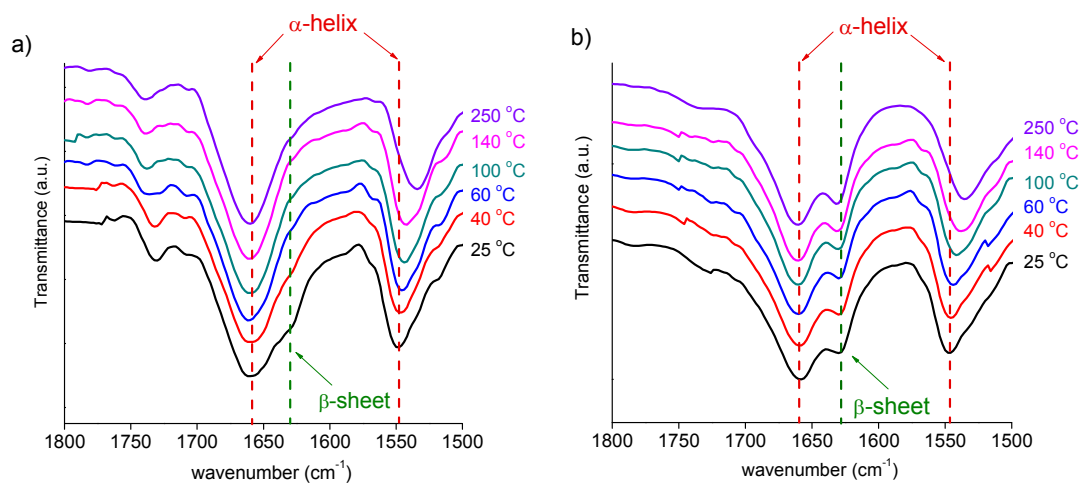 a)
α-helix
250 °C
140 °C
100 °C
60 °C
40 °C
25 °C
β-sheet
Transmittance (a.u.)
1800 1750 1700 1650 1600 1550 1500
wavenumber (cm⁻¹)
b)
α-helix
250 °C
140 °C
100 °C
60 °C
40 °C
25 °C
β-sheet
Transmittance (a.u.)
1800 1750 1700 1650 1600 1550 1500
wavenumber (cm⁻¹)